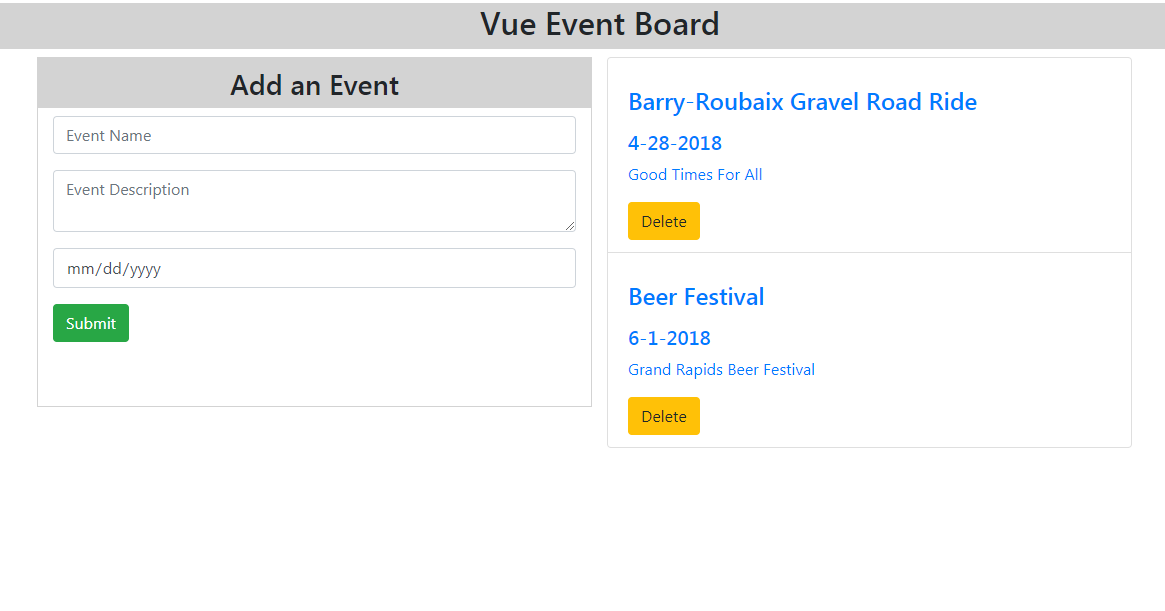 Vue Event Board
Add an Event
Event Name
Event Description
mm/dd/yyyy
Submit
Barry-Roubaix Gravel Road Ride
4-28-2018
Good Times For All
Delete
Beer Festival
6-1-2018
Grand Rapids Beer Festival
Delete